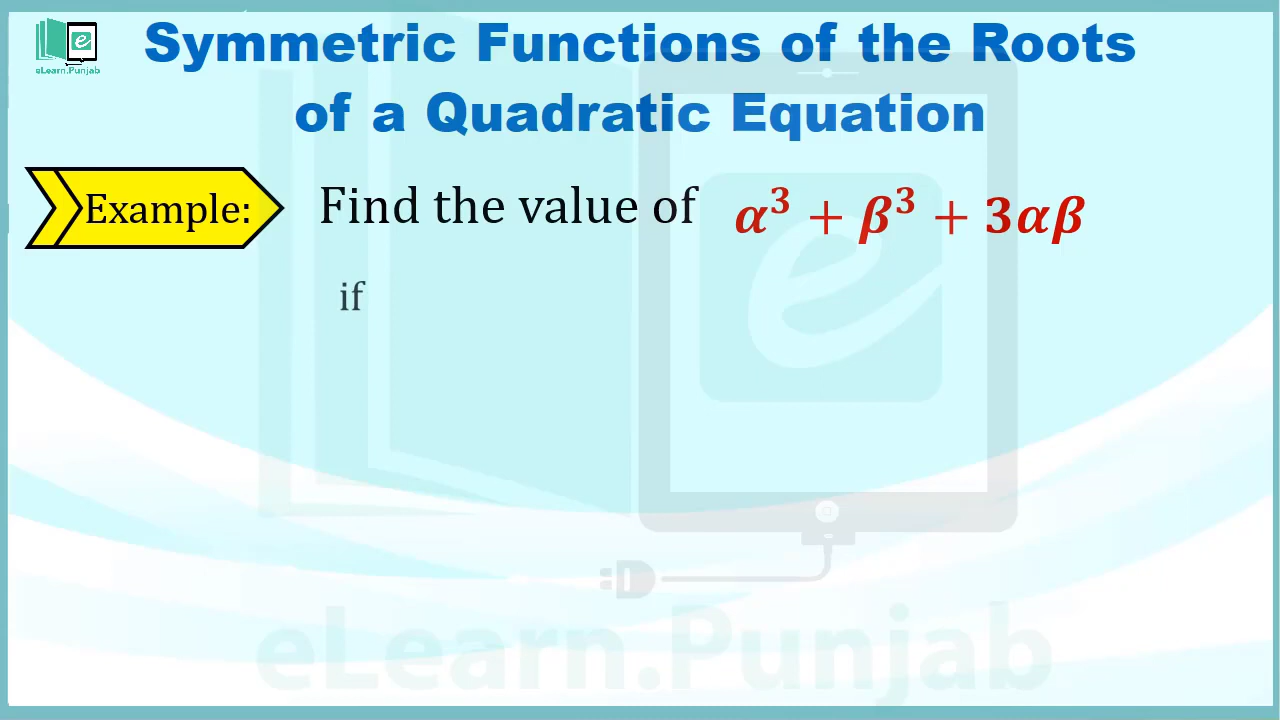 eLearn.Punjab
Symmetric Functions of the Roots
of a Quadratic Equation
Example: Find the value of α³ + β³ + 3αβ
if
eLearn.Punjab